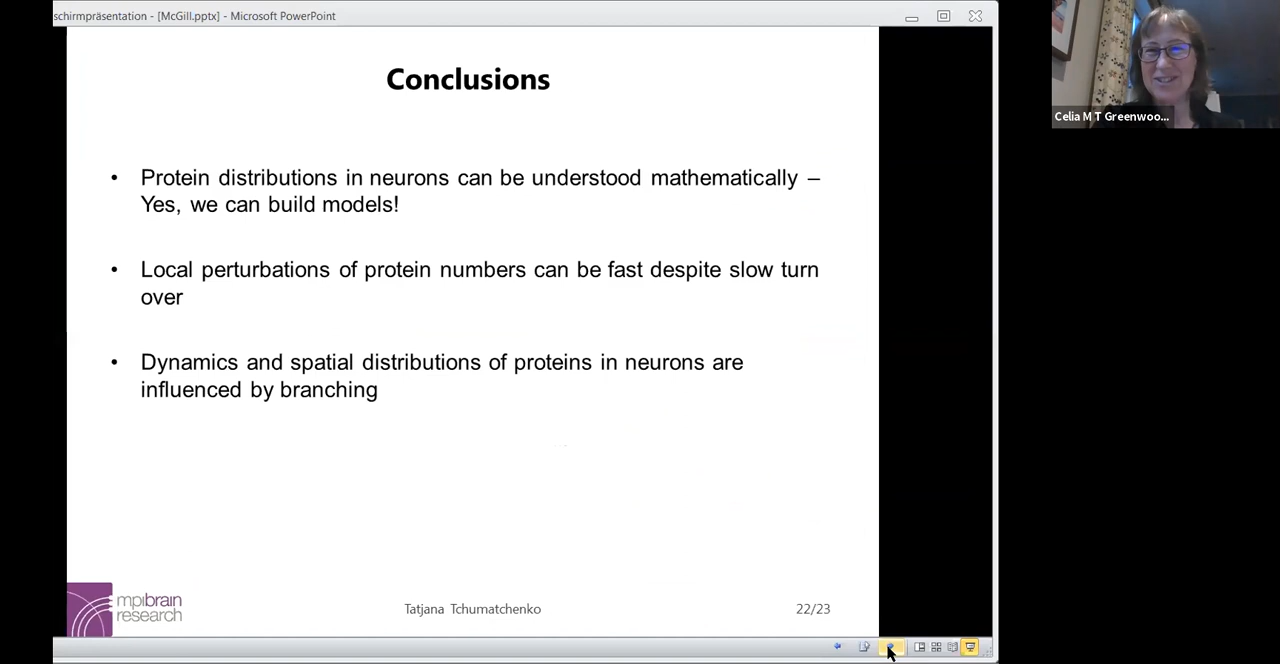 schirmpräsentation - [McGill.pptx] - Microsoft PowerPoint
Celia M T Greenwoo...
Conclusions
• Protein distributions in neurons can be understood mathematically –
Yes, we can build models!
• Local perturbations of protein numbers can be fast despite slow turn
over
• Dynamics and spatial distributions of proteins in neurons are
influenced by branching
mpibrain
research
Tatjana Tchumatchenko
22/23